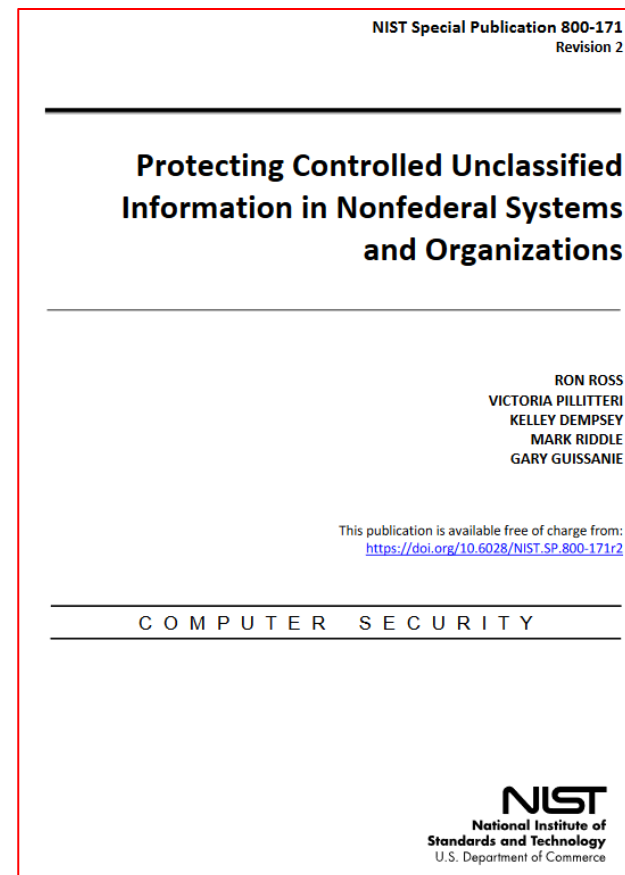 NIST Special Publication 800-171
Revision 2
Protecting Controlled Unclassified
Information in Nonfederal Systems
and Organizations
RON ROSS
VICTORIA PILLITTERI
KELLEY DEMPSEY
MARK RIDDLE
GARY GUISSANIE
This publication is available free of charge from:
https://doi.org/10.6028/NIST.SP.800-171r2
COMPUTER SECURITY
NIST
National Institute of
Standards and Technology
U.S. Department of Commerce